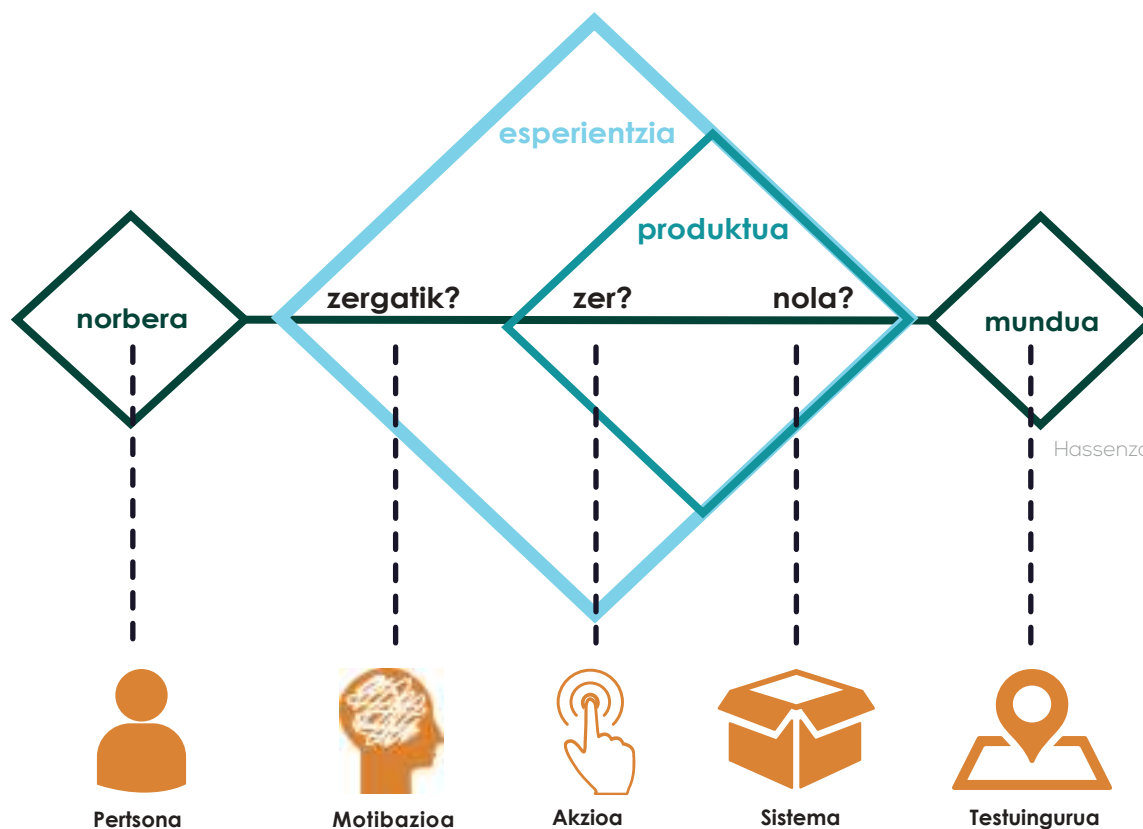 esperientzia
produktua
zergatik?
zer?
nola?
norbera
mundua
Pertsona
Motibazioa
Akzioa
Sistema
Testuingurua